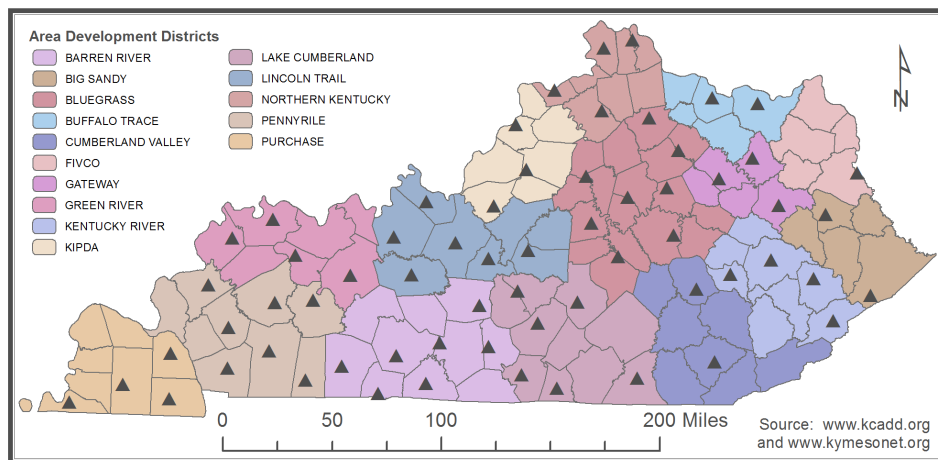 Area Development Districts
BARREN RIVER
BIG SANDY
BLUEGRASS
BUFFALO TRACE
CUMBERLAND VALLEY
FIVCO
GATEWAY
GREEN RIVER
KENTUCKY RIVER
KIPDA
LAKE CUMBERLAND
LINCOLN TRAIL
NORTHERN KENTUCKY
PENNYRILE
PURCHASE
N
0 50 100 200 Miles
Source: www.kcadd.org
and www.kymesonet.org